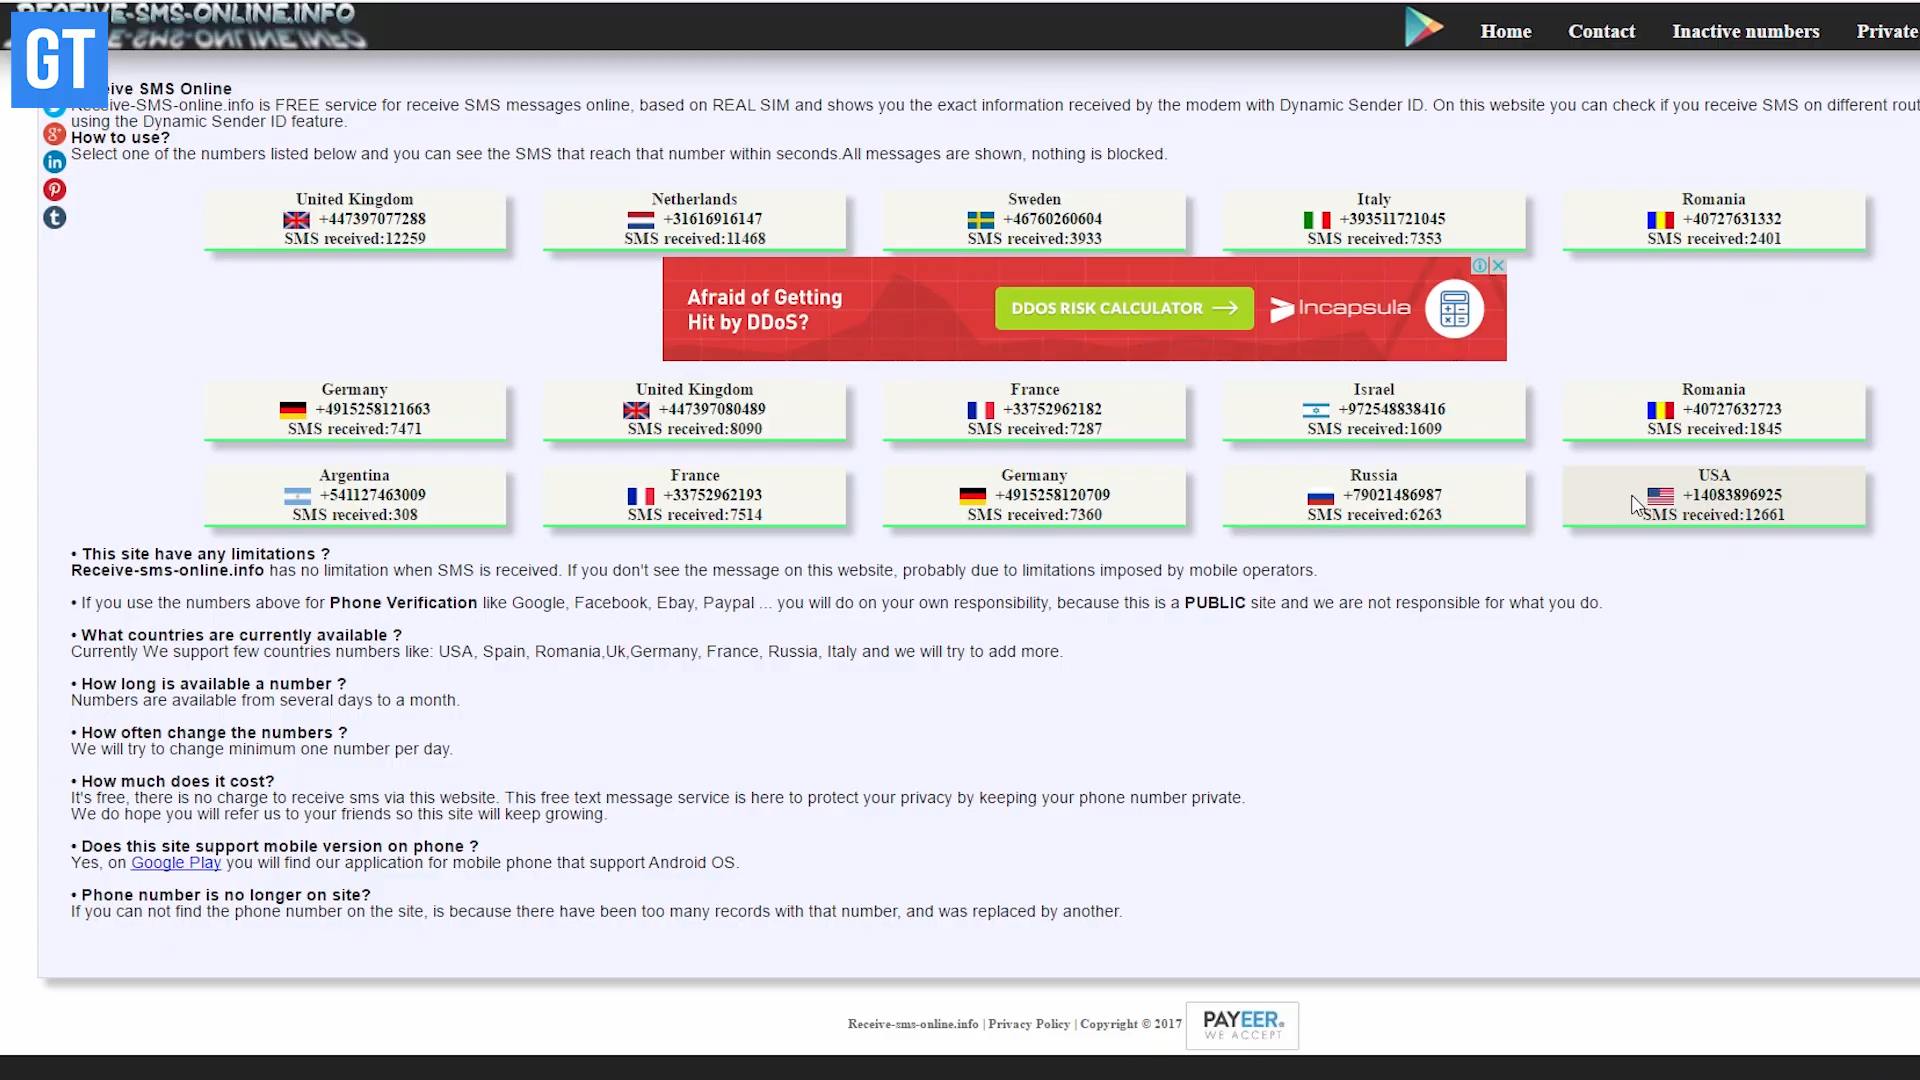 RECEIVE-SMS-ONLINE.INFO
GT
Home
Contact
Inactive numbers
Private
Receive SMS Online
Receive-SMS-online.info is FREE service for receive SMS messages online, based on REAL SIM and shows you the exact information received by the modem with Dynamic Sender ID. On this website you can check if you receive SMS on different rout
using the Dynamic Sender ID feature.
How to use?
Select one of the numbers listed below and you can see the SMS that reach that number within seconds.All messages are shown, nothing is blocked.
United Kingdom
+447397077288
SMS received:12259
Netherlands
+31616916147
SMS received:11468
Sweden
+46760260604
SMS received:3933
Italy
+393511721045
SMS received:7353
Romania
+40727631332
SMS received:2401
Afraid of Getting
Hit by DDoS?
DDOS RISK CALCULATOR
Incapsula
Germany
+4915258121663
SMS received:7471
United Kingdom
+447397080489
SMS received:8090
France
+33752962182
SMS received:7287
Israel
+972548838416
SMS received:1609
Romania
+40727632723
SMS received:1845
Argentina
+541127463009
SMS received:308
France
+33752962193
SMS received:7514
Germany
+4915258120709
SMS received:7360
Russia
+79021486987
SMS received:6263
USA
+14083896925
SMS received:12661
• This site have any limitations ?
Receive-sms-online.info has no limitation when SMS is received. If you don't see the message on this website, probably due to limitations imposed by mobile operators.
• If you use the numbers above for Phone Verification like Google, Facebook, Ebay, Paypal ... you will do on your own responsibility, because this is a PUBLIC site and we are not responsible for what you do.
• What countries are currently available ?
Currently We support few countries numbers like: USA, Spain, Romania,Uk,Germany, France, Russia, Italy and we will try to add more.
• How long is available a number ?
Numbers are available from several days to a month.
• How often change the numbers ?
We will try to change minimum one number per day.
• How much does it cost?
It's free, there is no charge to receive sms via this website. This free text message service is here to protect your privacy by keeping your phone number private.
We do hope you will refer us to your friends so this site will keep growing.
• Does this site support mobile version on phone ?
Yes, on Google Play you will find our application for mobile phone that support Android OS.
• Phone number is no longer on site?
If you can not find the phone number on the site, is because there have been too many records with that number, and was replaced by another.
Receive-sms-online.info | Privacy Policy | Copyright © 2017
PAYEER
WE ACCEPT